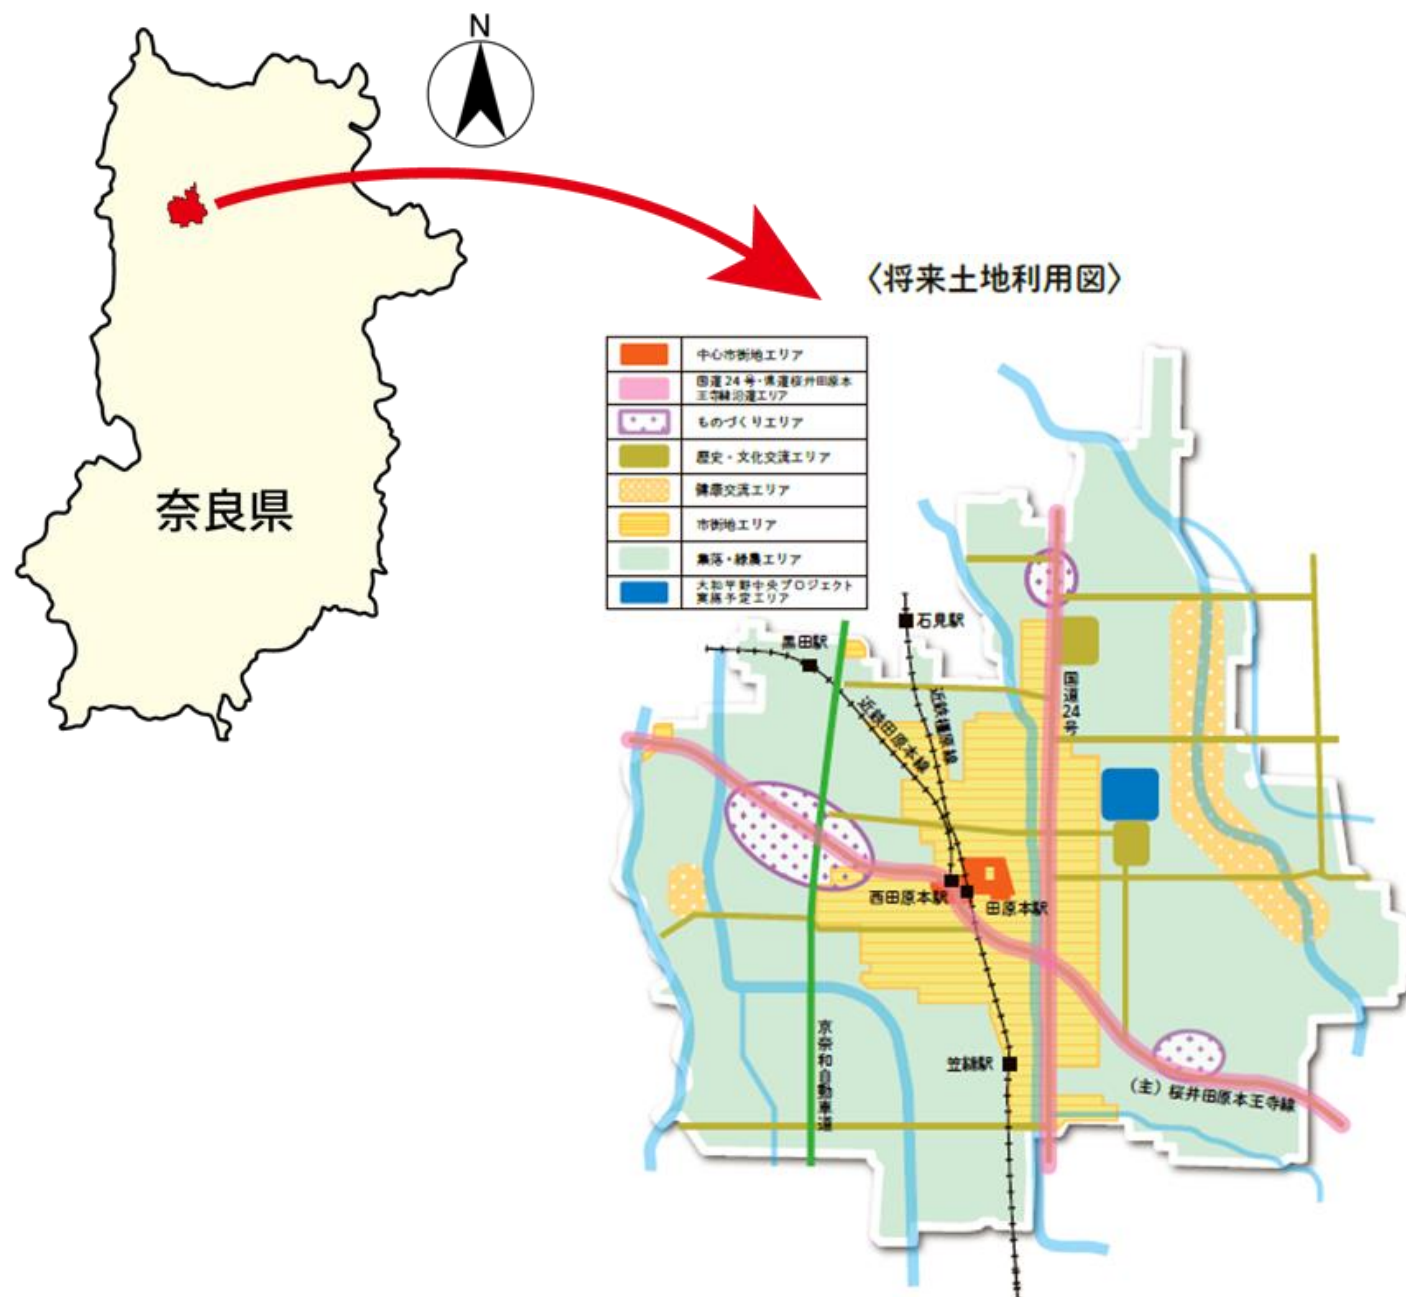 N
奈良県
〈将来土地利用図〉
中心市街地エリア
国道24号・県道桜井田原本
王寺線沿道エリア
ものづくりエリア
歴史・文化交流エリア
健康交流エリア
市街地エリア
集落・緑農エリア
大和平野中央プロジェクト
実施予定エリア
石見駅
黒田駅
近鉄田原本線
近鉄橿原線
国道24号
西田原本駅
田原本駅
京奈和自動車道
笠縫駅
(主)桜井田原本王寺線